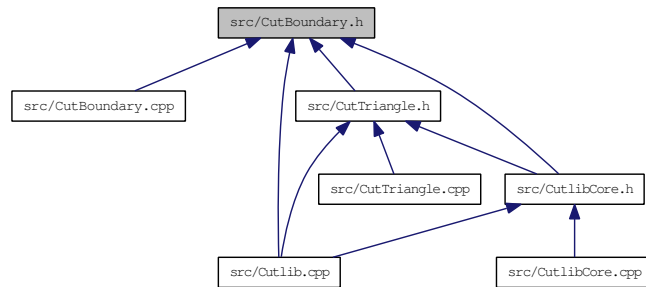 src/CutBoundary.h
src/CutBoundary.cpp
src/CutTriangle.h
src/CutTriangle.cpp
src/CutlibCore.h
src/Cutlib.cpp
src/CutlibCore.cpp